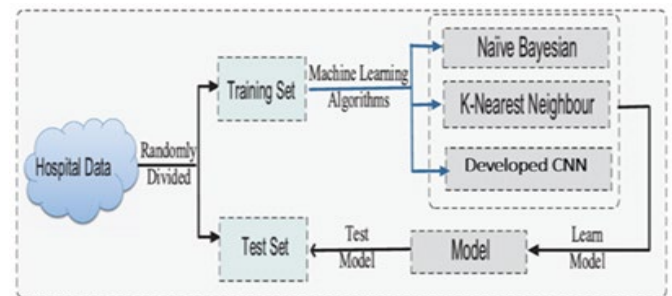 Hospital Data
Randomly
Divided
Training Set
Machine Learning
Algorithms
Naïve Bayesian
K-Nearest Neighbour
Developed CNN
Test Set
Test
Model
Model
Learn
Model